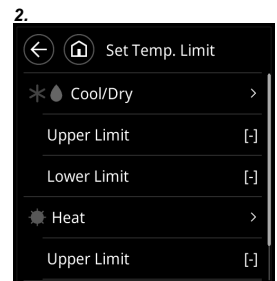 2.
Set Temp. Limit
Cool/Dry >
Upper Limit [-]
Lower Limit [-]
Heat >
Upper Limit [-]